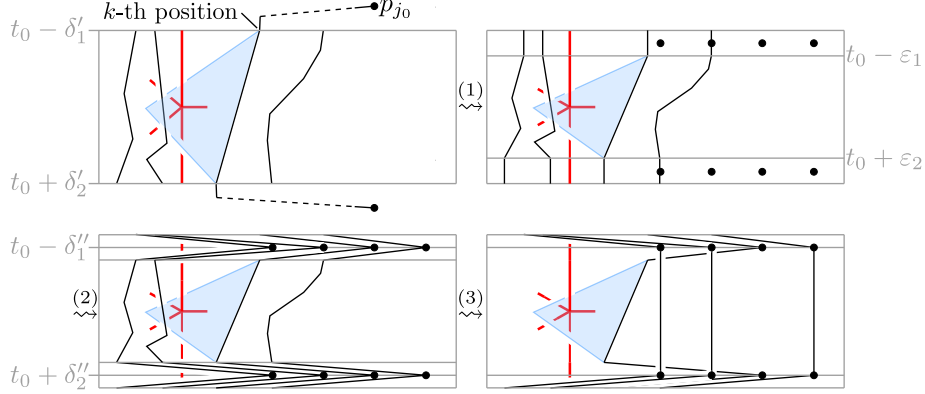 k-th position
p_{j_0}
t_0 − δ′_1
t_0 + δ′_2
(1)
⇝
t_0 − ε_1
t_0 + ε_2
t_0 − δ″_1
t_0 + δ″_2
(2)
⇝
(3)
⇝